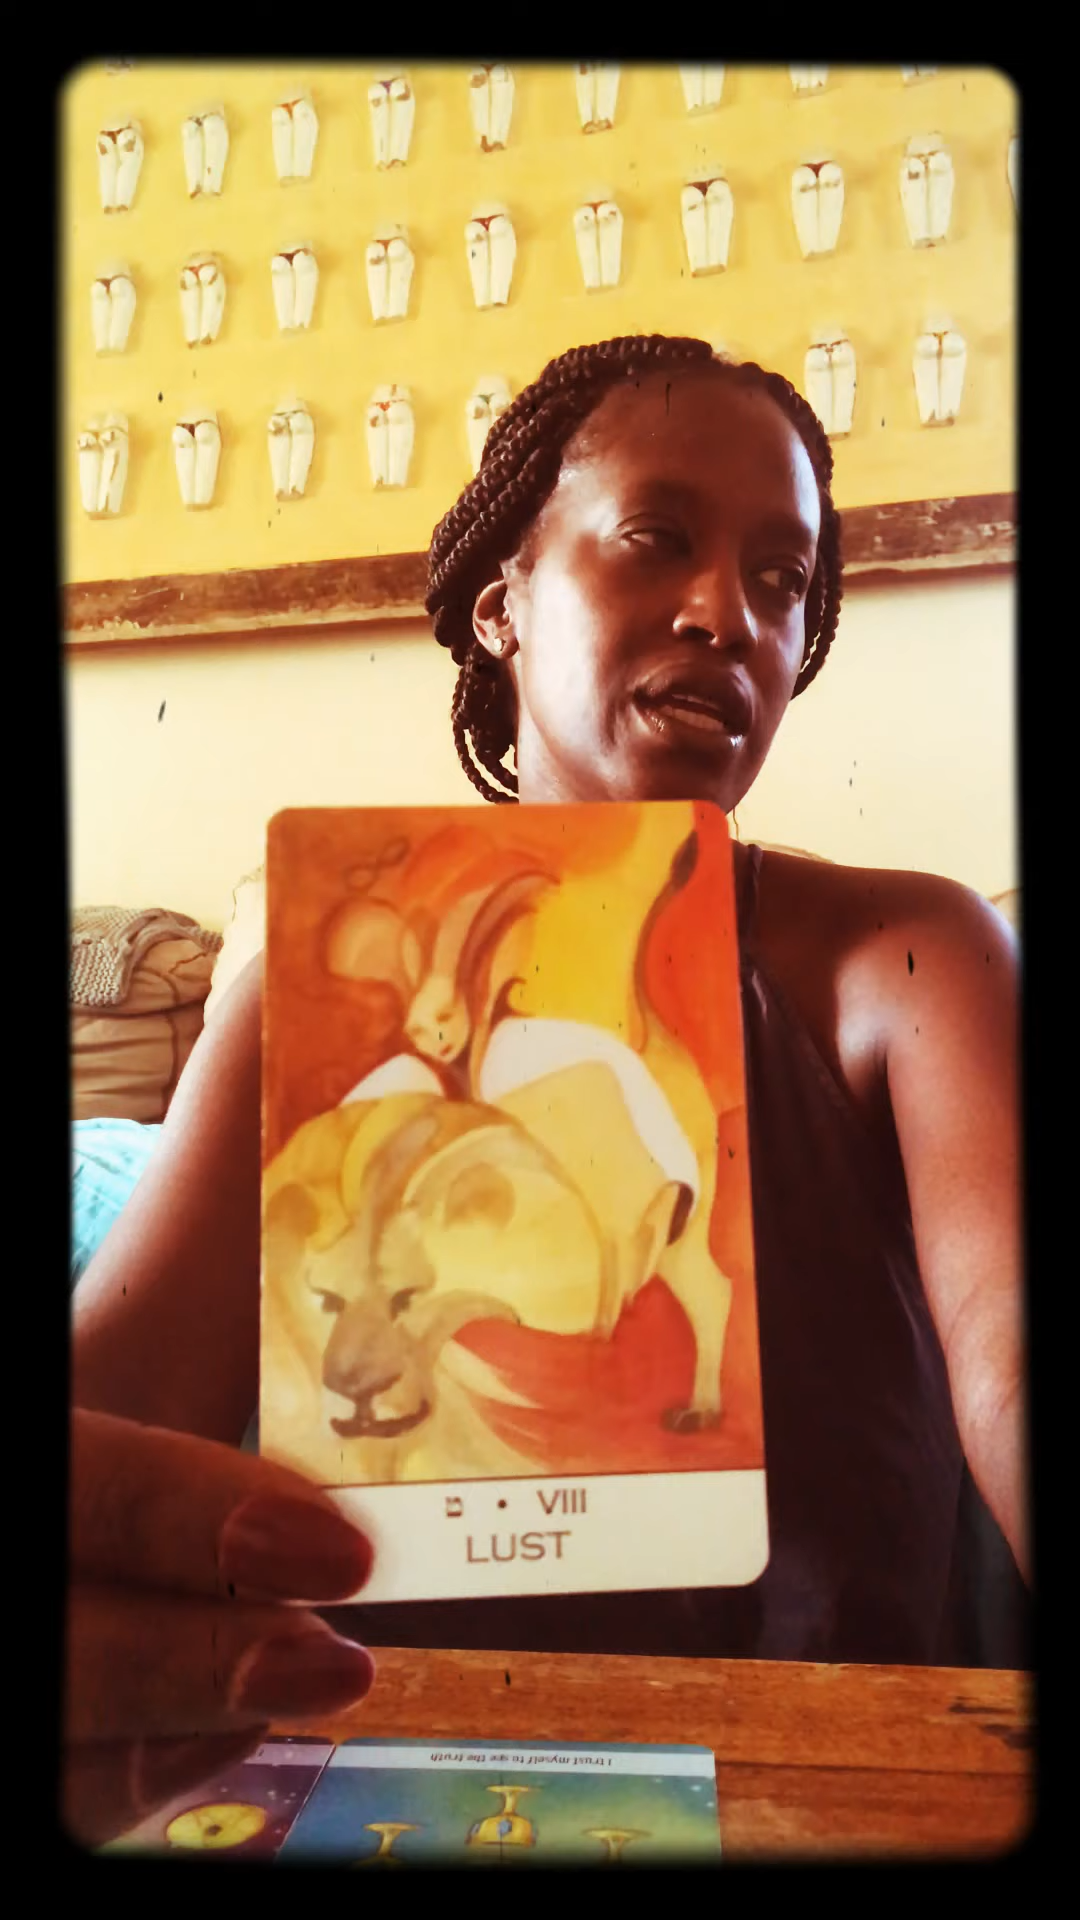 ט • VIII
LUST
I trust myself to see the truth